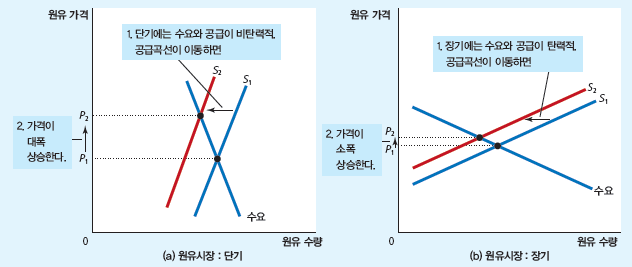 원유 가격
1. 단기에는 수요와 공급이 비탄력적.
공급곡선이 이동하면
S2
S1
P2
2. 가격이
대폭
상승한다.
P1
수요
0
원유 수량
(a) 원유시장 : 단기
원유 가격
1. 장기에는 수요와 공급이 탄력적.
공급곡선이 이동하면
S2
S1
2. 가격이
소폭
상승한다.
P2
P1
수요
0
원유 수량
(b) 원유시장 : 장기